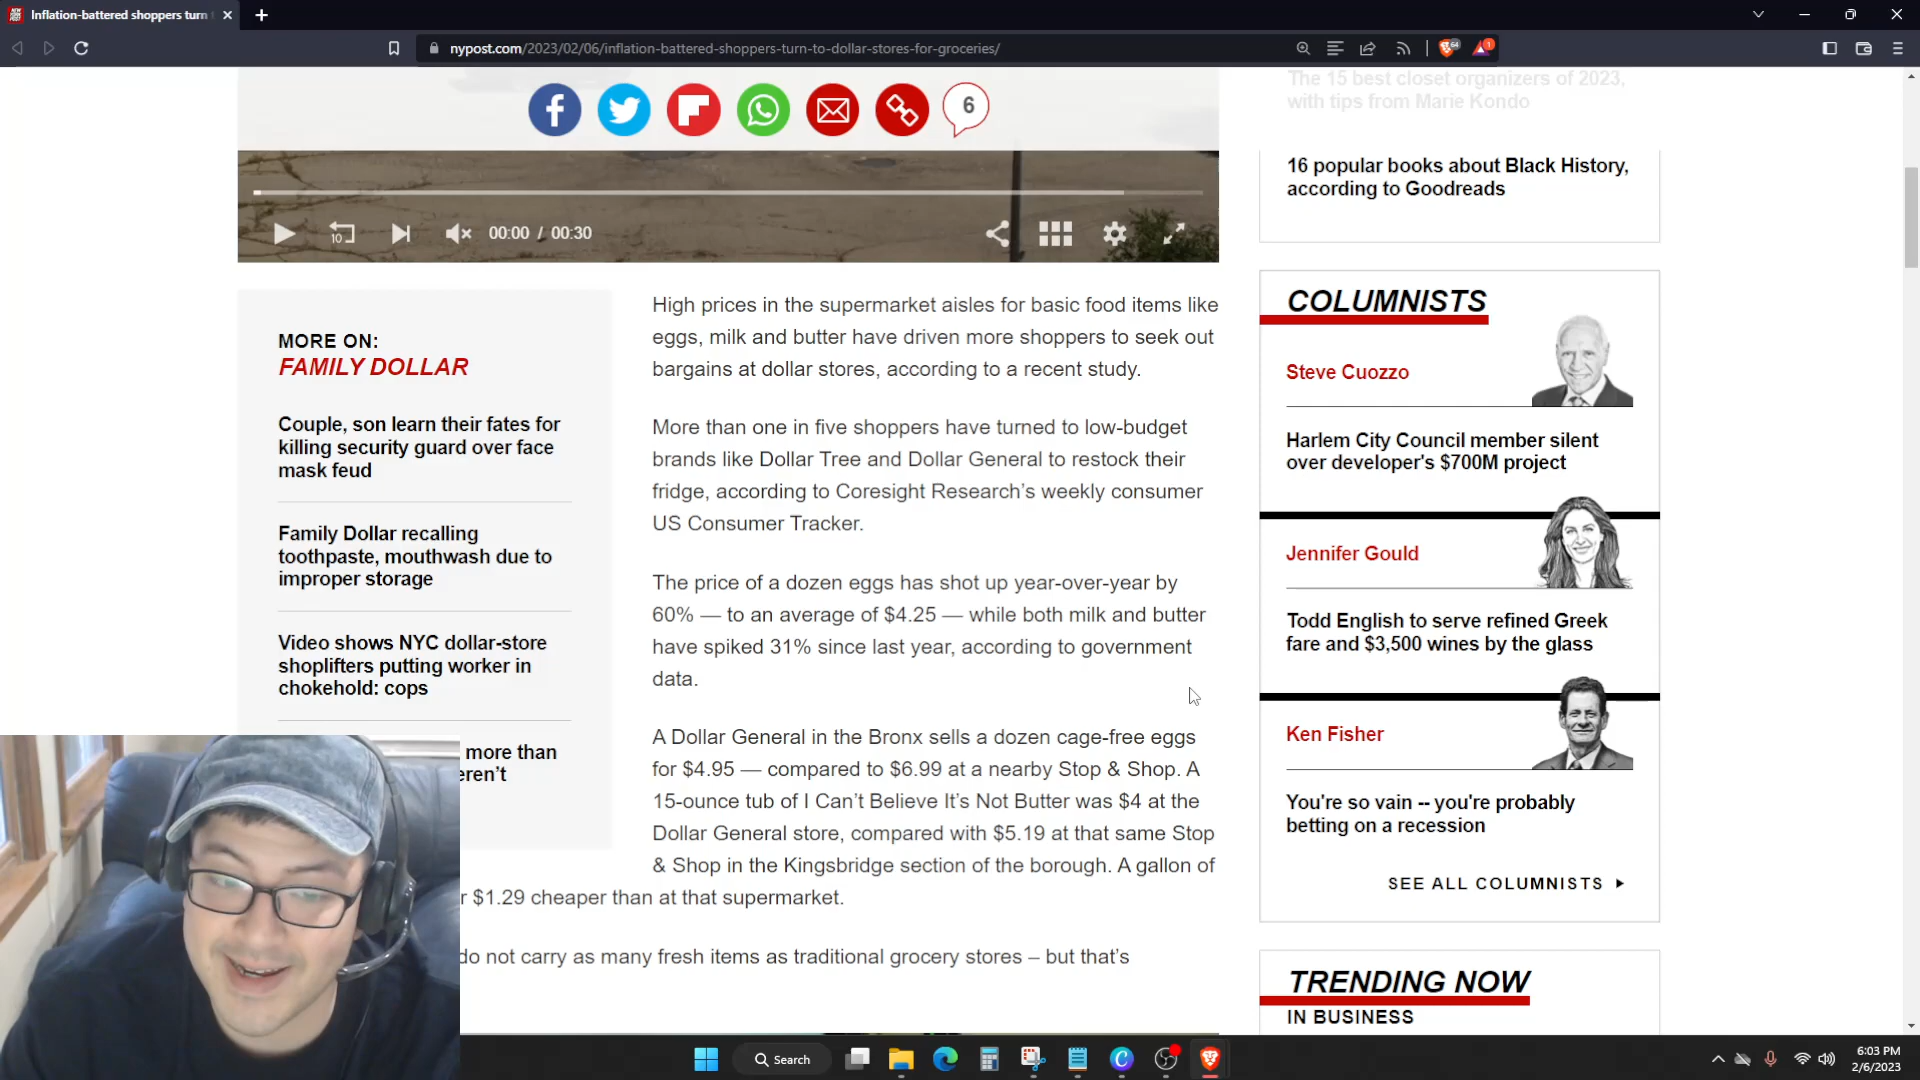 Inflation-battered shoppers turn t
nypost.com/2023/02/06/inflation-battered-shoppers-turn-to-dollar-stores-for-groceries/
64
1
6
10
00:00 / 00:30
MORE ON:
FAMILY DOLLAR
Couple, son learn their fates for
killing security guard over face
mask feud
Family Dollar recalling
toothpaste, mouthwash due to
improper storage
Video shows NYC dollar-store
shoplifters putting worker in
chokehold: cops
more than
eren't
High prices in the supermarket aisles for basic food items like
eggs, milk and butter have driven more shoppers to seek out
bargains at dollar stores, according to a recent study.
More than one in five shoppers have turned to low-budget
brands like Dollar Tree and Dollar General to restock their
fridge, according to Coresight Research’s weekly consumer
US Consumer Tracker.
The price of a dozen eggs has shot up year-over-year by
60% — to an average of $4.25 — while both milk and butter
have spiked 31% since last year, according to government
data.
A Dollar General in the Bronx sells a dozen cage-free eggs
for $4.95 — compared to $6.99 at a nearby Stop & Shop. A
15-ounce tub of I Can’t Believe It’s Not Butter was $4 at the
Dollar General store, compared with $5.19 at that same Stop
& Shop in the Kingsbridge section of the borough. A gallon of
r $1.29 cheaper than at that supermarket.
do not carry as many fresh items as traditional grocery stores – but that’s
The 15 best closet organizers of 2023,
with tips from Marie Kondo
16 popular books about Black History,
according to Goodreads
COLUMNISTS
Steve Cuozzo
Harlem City Council member silent
over developer's $700M project
Jennifer Gould
Todd English to serve refined Greek
fare and $3,500 wines by the glass
Ken Fisher
You're so vain -- you're probably
betting on a recession
SEE ALL COLUMNISTS
TRENDING NOW
IN BUSINESS
Search
6:03 PM
2/6/2023